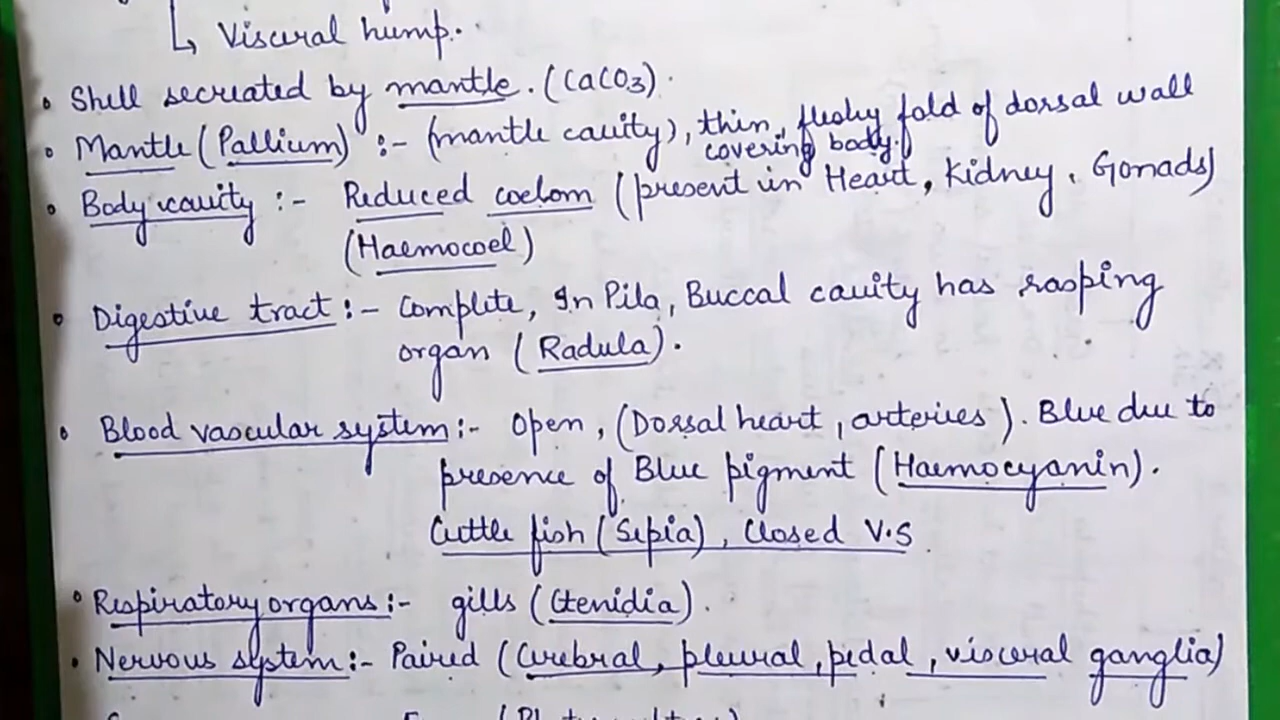 ↳ Visceral hump.
• Shell secreated by mantle. (CaCO3).
• Mantle (Pallium) :- (mantle cavity), thin, fleshy fold of dorsal wall
covering body.
• Body cavity :- Reduced coelom (present in Heart, Kidney, Gonads)
(Haemocoel)
• Digestive tract :- Complete, In Pila, Buccal cavity has rasping
organ (Radula).
• Blood vascular system :- Open, (Dorsal heart, arteries). Blue due to
presence of Blue pigment (Haemocyanin).
Cuttle fish (Sepia), Closed V.S
• Respiratory organs :- gills (Ctenidia).
• Nervous system :- Paired (Cerebral, pleural, pedal, visceral ganglia)